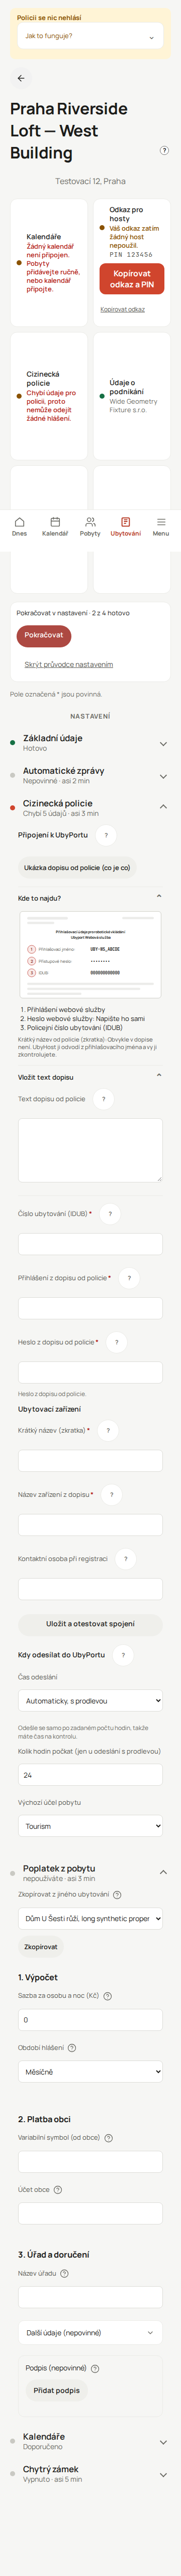 Policii se nic nehlásí
Jak to funguje?
Praha Riverside
Loft — West
Building
?
Testovací 12, Praha
Kalendáře
Žádný kalendář
není připojen.
Pobyty
přidávejte ručně,
nebo kalendář
připojte.
Odkaz pro
hosty
Váš odkaz zatím
žádný host
nepoužil.
PIN 123456
Kopírovat
odkaz a PIN
Kopírovat odkaz
Cizinecká
policie
Chybí údaje pro
policii, proto
nemůže odejít
žádné hlášení.
Údaje o
podnikání
Wide Geometry
Fixture s.r.o.
Dnes
Kalendář
Pobyty
Ubytování
Menu
Pokračovat v nastavení · 2 z 4 hotovo
Pokračovat
Skrýt průvodce nastavením
Pole označená * jsou povinná.
NASTAVENÍ
Základní údaje
Hotovo
Automatické zprávy
Nepovinné · asi 2 min
Cizinecká policie
Chybí 5 údajů · asi 3 min
Připojení k UbyPortu ?
Ukázka dopisu od policie (co je co)
Kde to najdu?
1 Přihlašovací jméno: UBY-WS_ABCDE
2 Přístupové heslo: ••••••••
3 IDUB: 000000000000
1. Přihlášení webové služby
2. Heslo webové služby· Napište ho sami
3. Policejní číslo ubytování (IDUB)
Krátký název pro policii (zkratka): Obvykle v dopise
není. UbyHost ji odvodí z přihlašovacího jména a vy ji
zkontrolujete.
Vložit text dopisu
Text dopisu od policie ?
Číslo ubytování (IDUB) * ?
Přihlášení z dopisu od policie * ?
Heslo z dopisu od policie * ?
Heslo z dopisu od policie.
Ubytovací zařízení
Krátký název (zkratka) * ?
Název zařízení z dopisu * ?
Kontaktní osoba při registraci ?
Uložit a otestovat spojení
Kdy odesílat do UbyPortu ?
Čas odeslání
Automaticky, s prodlevou
Odešle se samo po zadaném počtu hodin, takže
máte čas na kontrolu.
Kolik hodin počkat (jen u odeslání s prodlevou)
24
Výchozí účel pobytu
Tourism
Poplatek z pobytu
nepoužíváte · asi 3 min
Zkopírovat z jiného ubytování ?
Dům U Šesti růží, long synthetic proper
Zkopírovat
1. Výpočet
Sazba za osobu a noc (Kč) ?
0
Období hlášení ?
Měsíčně
2. Platba obci
Variabilní symbol (od obce) ?
Účet obce ?
3. Úřad a doručení
Název úřadu ?
Další údaje (nepovinné)
Podpis (nepovinné) ?
Přidat podpis
Kalendáře
Doporučeno
Chytrý zámek
Vypnuto · asi 5 min